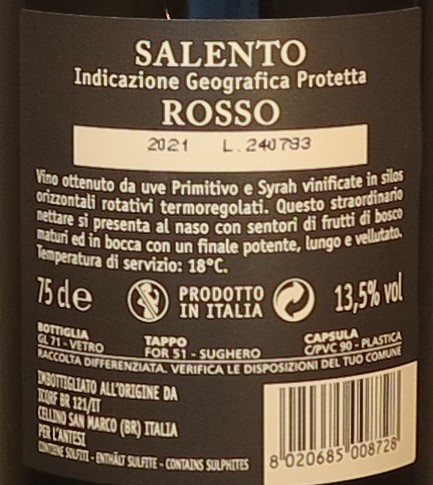 SALENTO
Indicazione Geografica Protetta
ROSSO
2021 L.240793
Vino ottenuto da uve Primitivo e Syrah vinificate in silos
orizzontali rotativi termoregolati. Questo straordinario
nettare si presenta al naso con sentori di frutti di bosco
maturi ed in bocca con un finale potente, lungo e vellutato.
Temperatura di servizio: 18°C.
75 cl e
PRODOTTO
IN ITALIA
13,5% vol
BOTTIGLIA
GL 71 - VETRO
TAPPO
FOR 51 - SUGHERO
CAPSULA
C/PVC 90 - PLASTICA
RACCOLTA DIFFERENZIATA. VERIFICA LE DISPOSIZIONI DEL TUO COMUNE
IMBOTTIGLIATO ALL'ORIGINE DA
ICQRF BR 121/IT
CELLINO SAN MARCO (BR) ITALIA
PER L'ANTESI
CONTIENE SOLFITI - ENTHÄLT SULFITE - CONTAINS SULPHITES
8 020685 008728